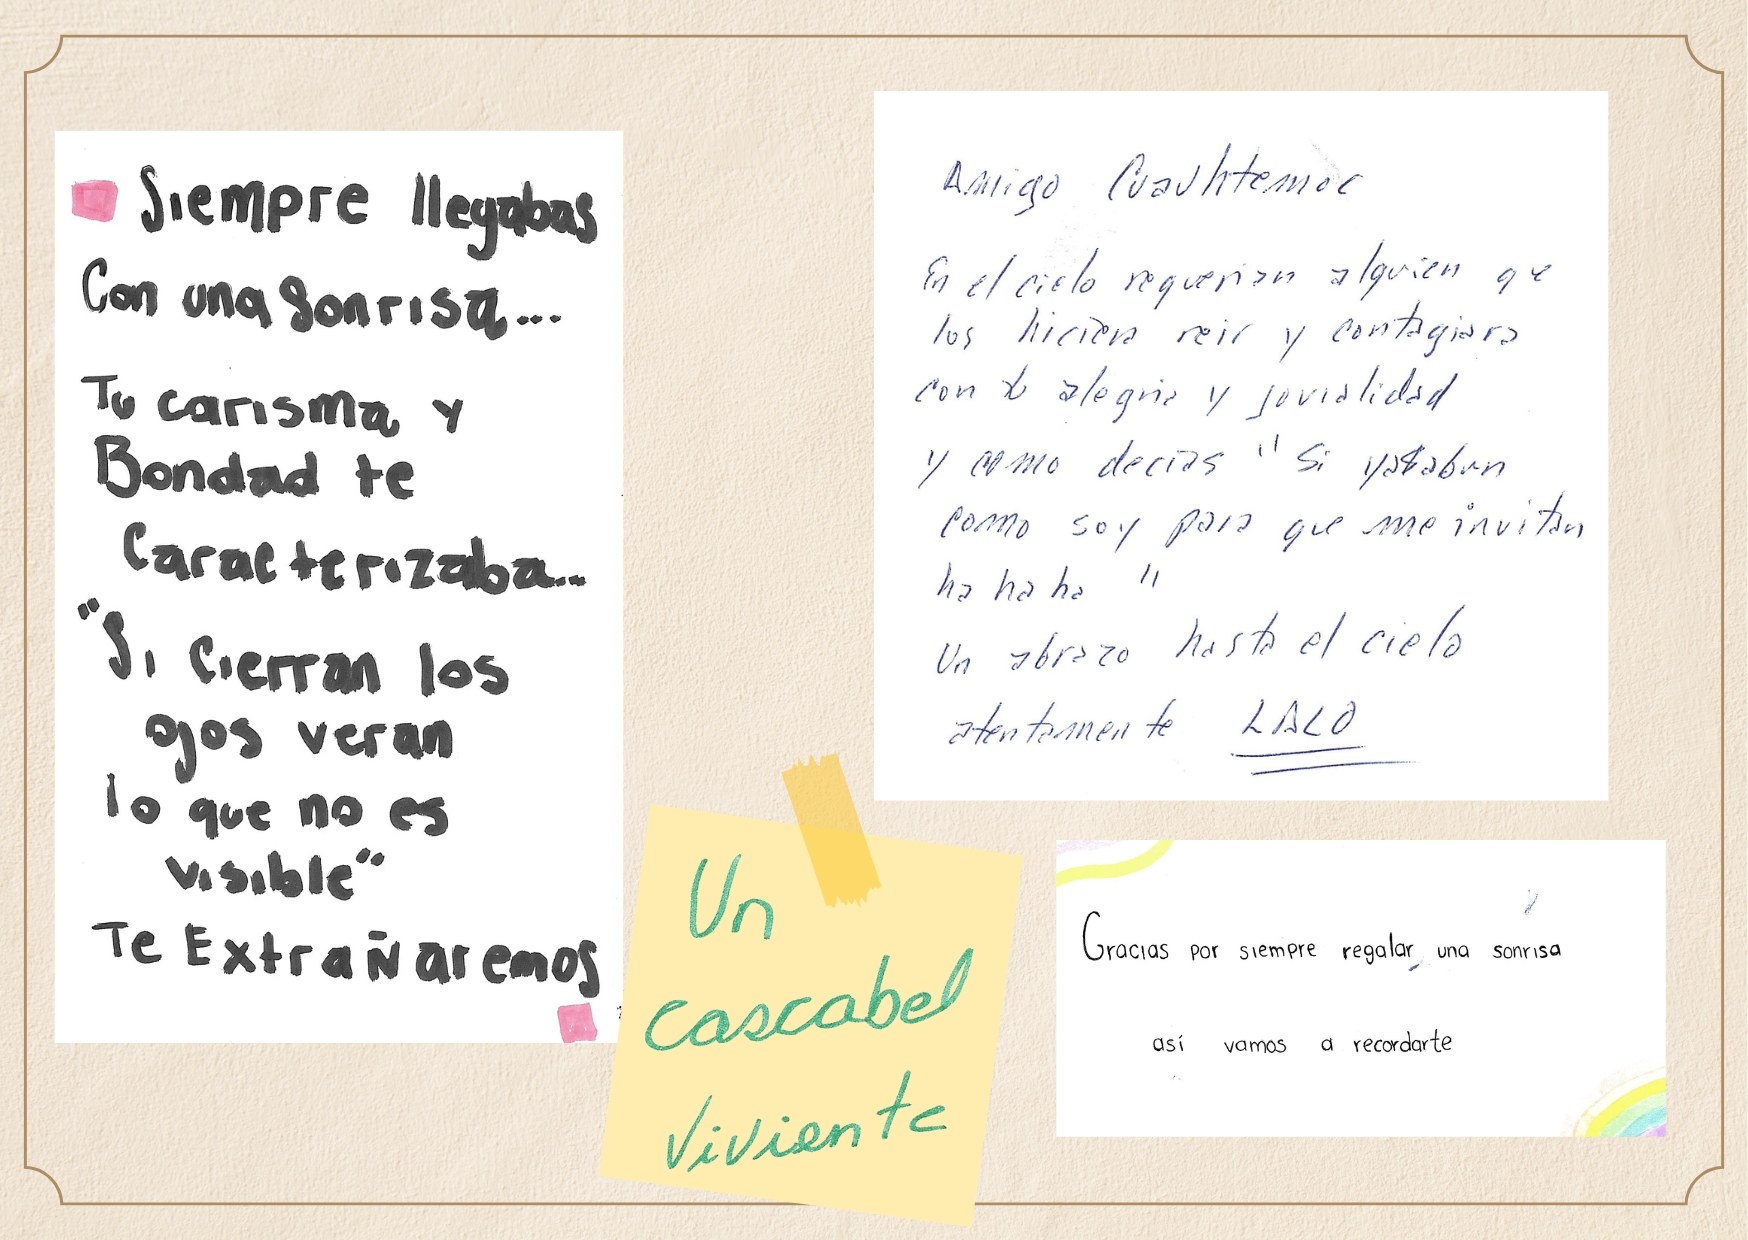 Siempre llegabas
Con una sonrisa...
Tu carisma y
Bondad te
Caracterizaba...
"Si cierran los
ojos veran
lo que no es
visible"
Te ExtraÑaremos
Amigo Cuauhtemoc
En el cielo requerian alguien que
los hiciera reir y contagiara
con tu alegria y jovialidad
y como decias "Si
como soy para que me invitan
ha ha ha "
Un abrazo hasta el cielo
atentamente LALO
Un
cascabel
viviente
Gracias por siempre regalar una sonrisa
así vamos a recordarte